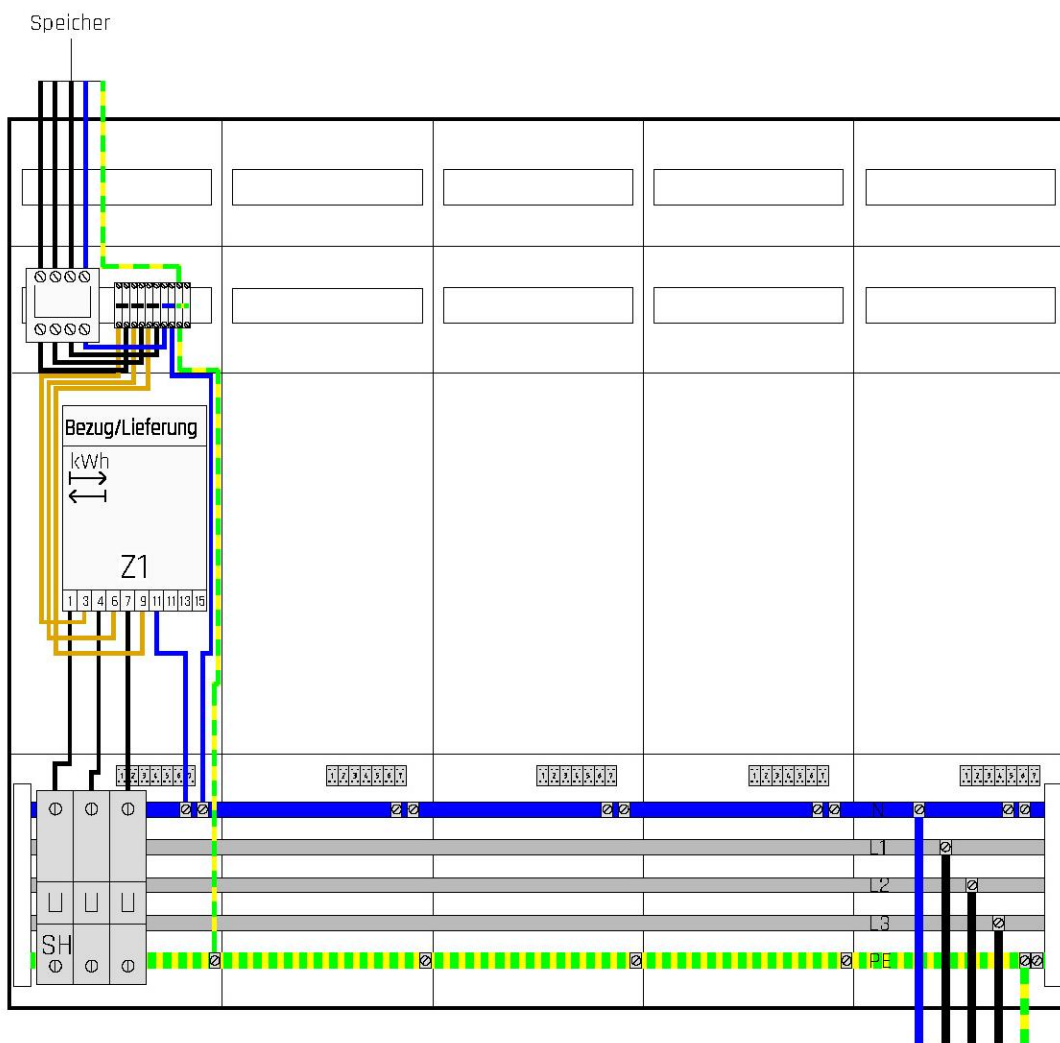 Speicher
Bezug/Lieferung
kWh
Z1
1 3 4 6 7 9 11 11 13 15
1 2 3 4 5 6 7
1 2 3 4 5 6 7
1 2 3 4 5 6 7
1 2 3 4 5 6 7
1 2 3 4 5 6 7
N
L1
L2
L3
SH
PE